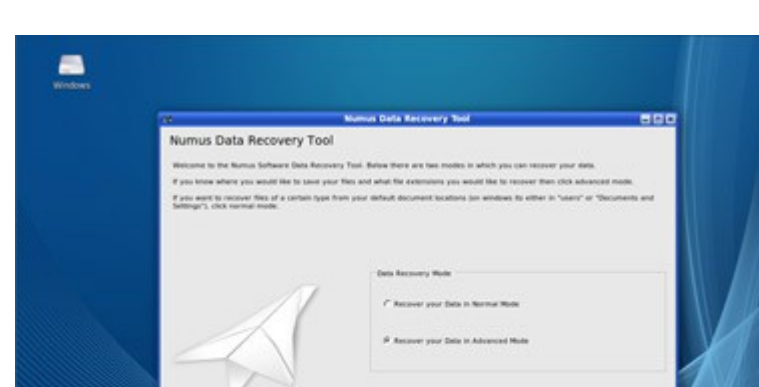 Windows
Numus Data Recovery Tool
Numus Data Recovery Tool
Welcome to the Numus Software Data Recovery Tool. Below there are two modes in which you can recover your data.
If you know where you would like to save your files and what file extensions you would like to recover then click advanced mode.
If you want to recover files of a certain type from your default document locations (on windows its either in "users" or "Documents and
Settings"), click normal mode.
Data Recovery Mode
Recover your Data in Normal Mode
Recover your Data in Advanced Mode